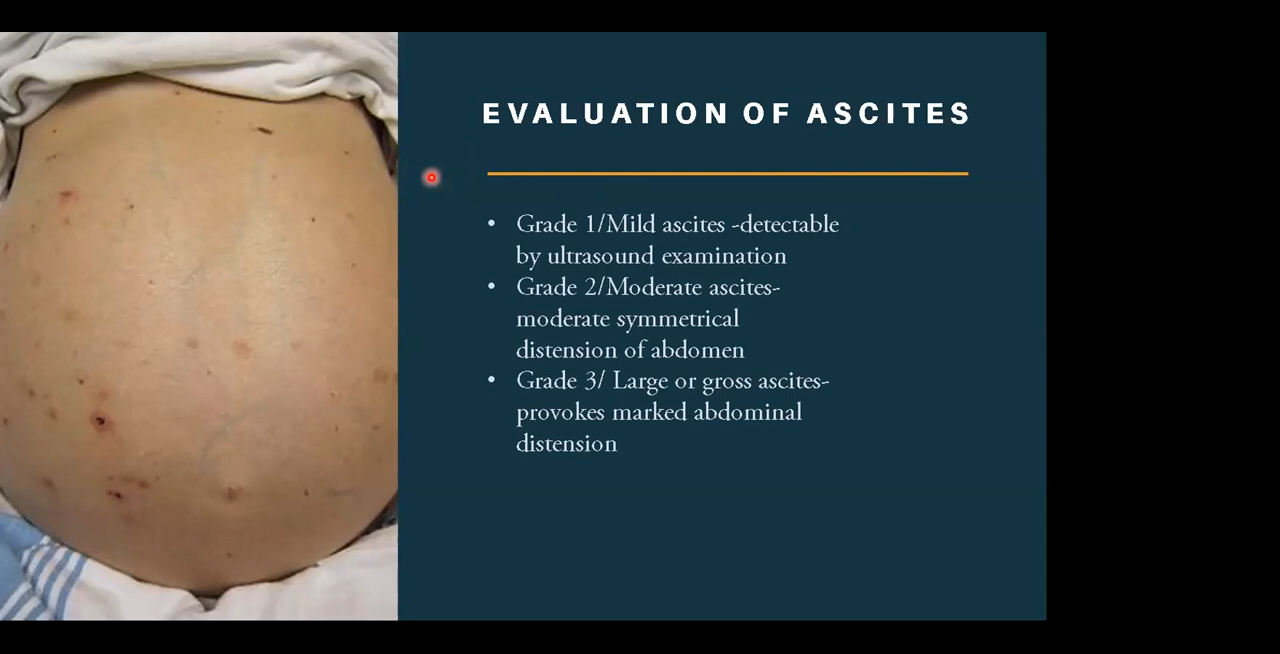 EVALUATION OF ASCITES
• Grade 1/Mild ascites -detectable
by ultrasound examination
• Grade 2/Moderate ascites-
moderate symmetrical
distension of abdomen
• Grade 3/ Large or gross ascites-
provokes marked abdominal
distension